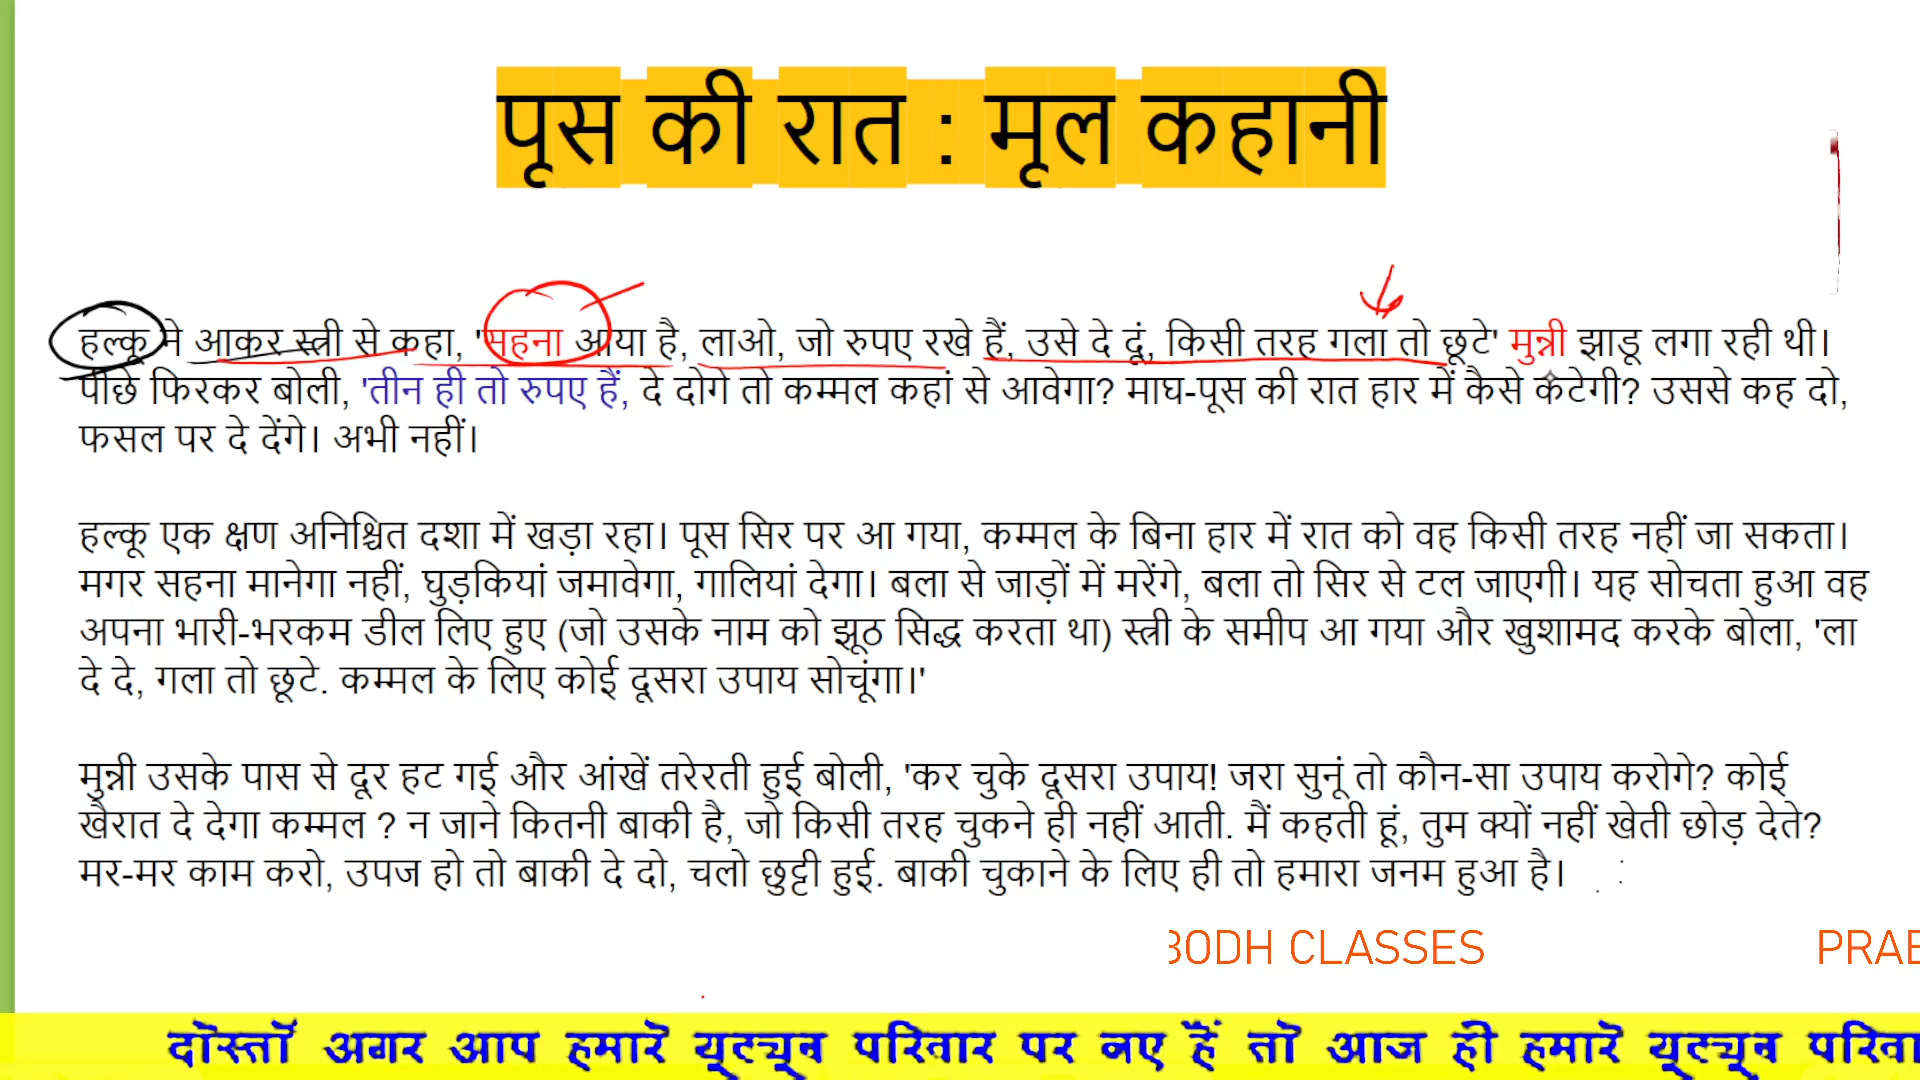 पूस की रात : मूल कहानी
हल्कू ने आकर स्त्री से कहा, 'सहना आया है, लाओ, जो रुपए रखे हैं, उसे दे दूं, किसी तरह गला तो छूटे' मुन्नी झाडू लगा रही थी।
पीछे फिरकर बोली, 'तीन ही तो रुपए हैं, दे दोगे तो कम्मल कहां से आवेगा? माघ-पूस की रात हार में कैसे कटेगी? उससे कह दो,
फसल पर दे देंगे। अभी नहीं।
हल्कू एक क्षण अनिश्चित दशा में खड़ा रहा। पूस सिर पर आ गया, कम्मल के बिना हार में रात को वह किसी तरह नहीं जा सकता।
मगर सहना मानेगा नहीं, घुड़कियां जमावेगा, गालियां देगा। बला से जाड़ों में मरेंगे, बला तो सिर से टल जाएगी। यह सोचता हुआ वह
अपना भारी-भरकम डील लिए हुए (जो उसके नाम को झूठ सिद्ध करता था) स्त्री के समीप आ गया और खुशामद करके बोला, 'ला
दे दे, गला तो छूटे. कम्मल के लिए कोई दूसरा उपाय सोचूंगा।'
मुन्नी उसके पास से दूर हट गई और आंखें तरेरती हुई बोली, 'कर चुके दूसरा उपाय! जरा सुनूं तो कौन-सा उपाय करोगे? कोई
खैरात दे देगा कम्मल ? न जाने कितनी बाकी है, जो किसी तरह चुकने ही नहीं आती. मैं कहती हूं, तुम क्यों नहीं खेती छोड़ देते?
मर-मर काम करो, उपज हो तो बाकी दे दो, चलो छुट्टी हुई. बाकी चुकाने के लिए ही तो हमारा जनम हुआ है।
BODH CLASSES PRAB
दोस्तों अगर आप हमारे यूट्यूब परिवार पर नए हैं तो आज ही हमारे यूट्यूब परिवा